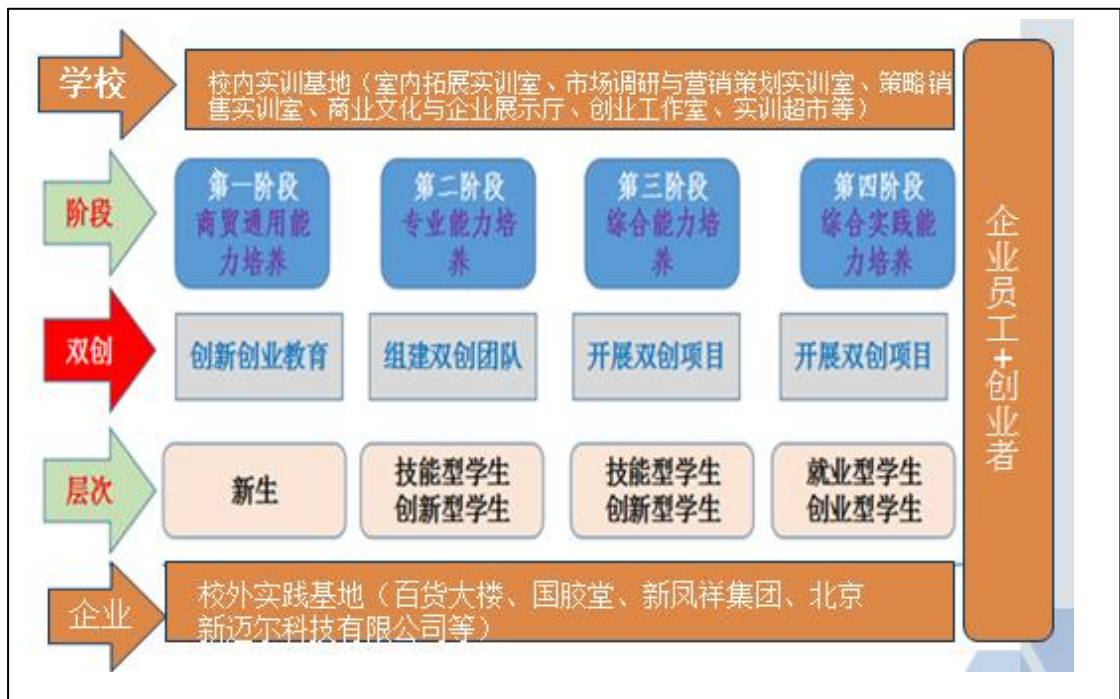 学校
校内实训基地（室内拓展实训室、市场调研与营销策划实训室、策略销
售实训室、商业文化与企业展示厅、创业工作室、实训超市等）
阶段
第一阶段
商贸通用能
力培养
第二阶段
专业能力培
养
第三阶段
综合能力培
养
第四阶段
综合实践能
力培养
双创
创新创业教育
组建双创团队
开展双创项目
开展双创项目
层次
新生
技能型学生
创新型学生
技能型学生
创新型学生
就业型学生
创业型学生
企业
校外实践基地（百货大楼、国胶堂、新凤祥集团、北京
新迈尔科技有限公司等）
企业员工+创业者